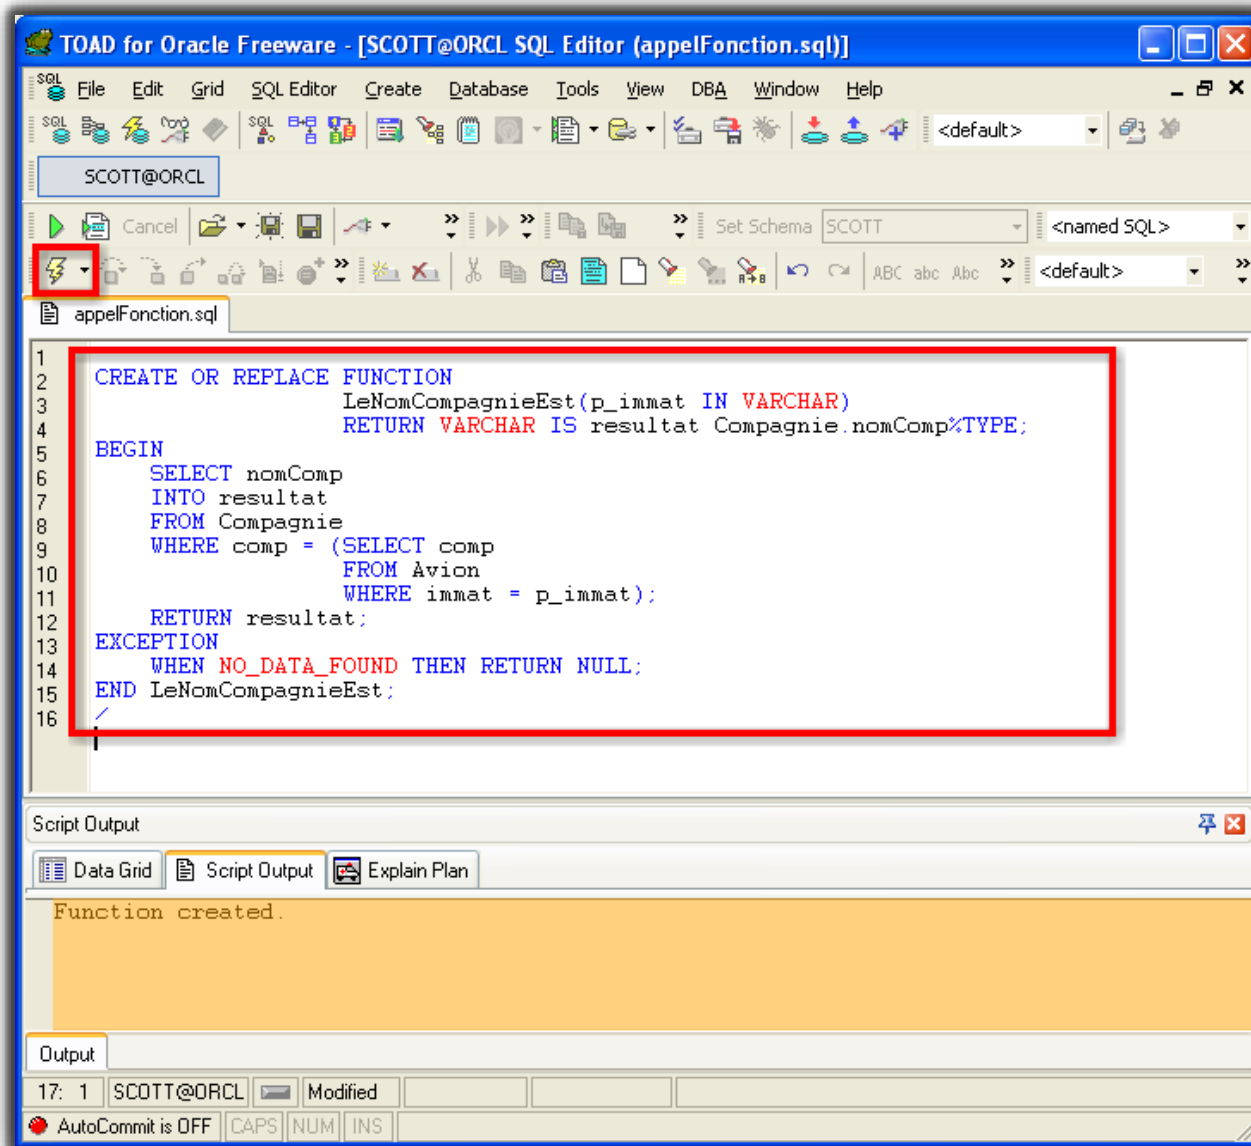 TOAD for Oracle Freeware - [SCOTT@ORCL SQL Editor (appelFonction.sql)]
SQL File Edit Grid SQL Editor Create Database Tools View DBA Window Help
SQL SQL <default>
SCOTT@ORCL
Cancel Set Schema SCOTT <named SQL>
ABC abc Abc <default>
appelFonction.sql
1
2 CREATE OR REPLACE FUNCTION
3 LeNomCompagnieEst(p_immat IN VARCHAR)
4 RETURN VARCHAR IS resultat Compagnie.nomComp%TYPE;
5 BEGIN
6 SELECT nomComp
7 INTO resultat
8 FROM Compagnie
9 WHERE comp = (SELECT comp
10 FROM Avion
11 WHERE immat = p_immat);
12 RETURN resultat;
13 EXCEPTION
14 WHEN NO_DATA_FOUND THEN RETURN NULL;
15 END LeNomCompagnieEst;
16 /
Script Output
Data Grid Script Output Explain Plan
Function created.
Output
17: 1 SCOTT@ORCL Modified
AutoCommit is OFF CAPS NUM INS